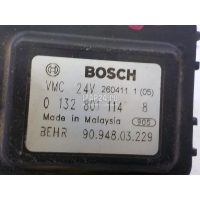 BOSCH
VMC 24V 260411 1 (05)
0 132 801 114 8
Made in Malaysia 905
BEHR 90.948.03.229